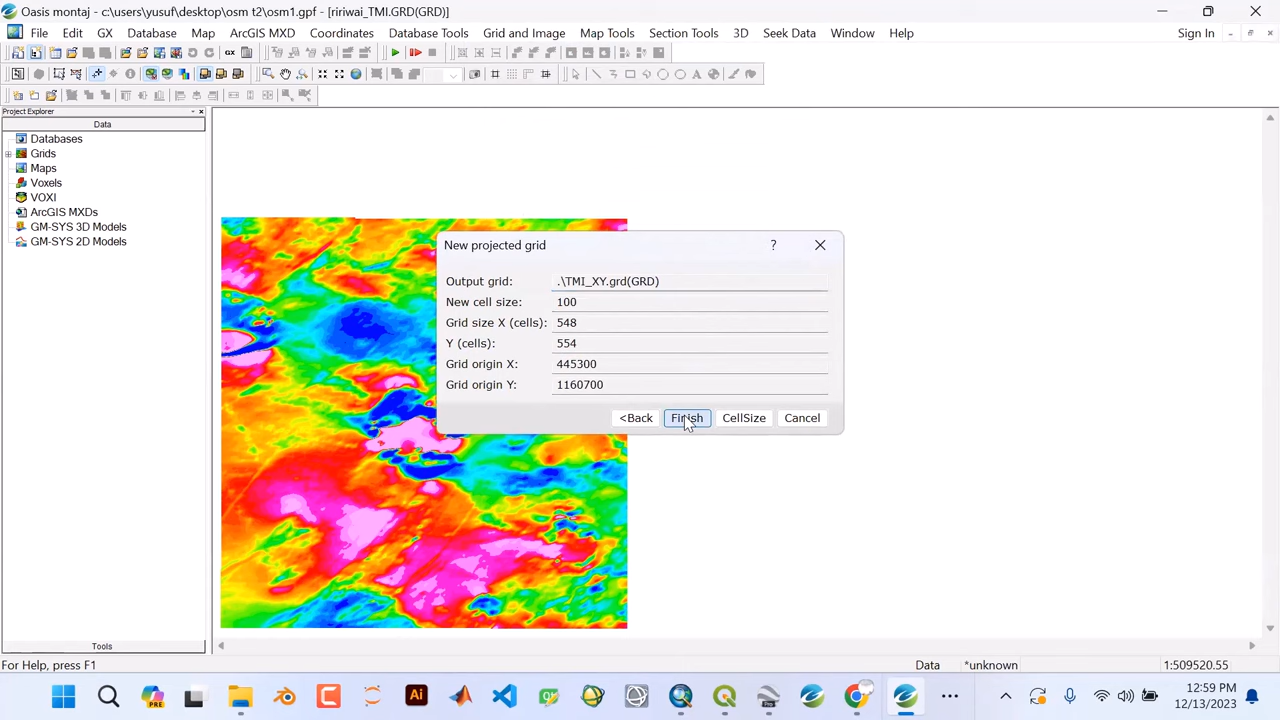 Oasis montaj - c:\users\yusuf\desktop\osm t2\osm1.gpf - [ririwai_TMI.GRD(GRD)]
File Edit GX Database Map ArcGIS MXD Coordinates Database Tools Grid and Image Map Tools Section Tools 3D Seek Data Window Help Sign In
GX
Project Explorer
Data
Databases
Grids
Maps
Voxels
VOXI
ArcGIS MXDs
GM-SYS 3D Models
GM-SYS 2D Models
Tools
New projected grid ?
Output grid: .\TMI_XY.grd(GRD)
New cell size: 100
Grid size X (cells): 548
Y (cells): 554
Grid origin X: 445300
Grid origin Y: 1160700
<Back Finish CellSize Cancel
For Help, press F1 Data *unknown 1:509520.55
PRE Ai Pro 12:59 PM
12/13/2023